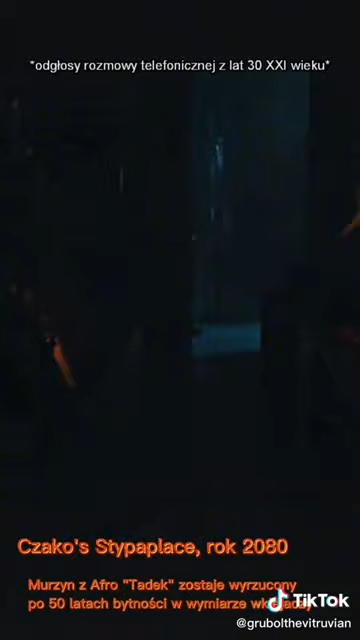 *odgłosy rozmowy telefonicznej z lat 30 XXI wieku*
Czako's Stypaplace, rok 2080
Murzyn z Afro "Tadek" zostaje wyrzucony
po 50 latach bytności w wymiarze
TikTok
@grubolthevitruvian